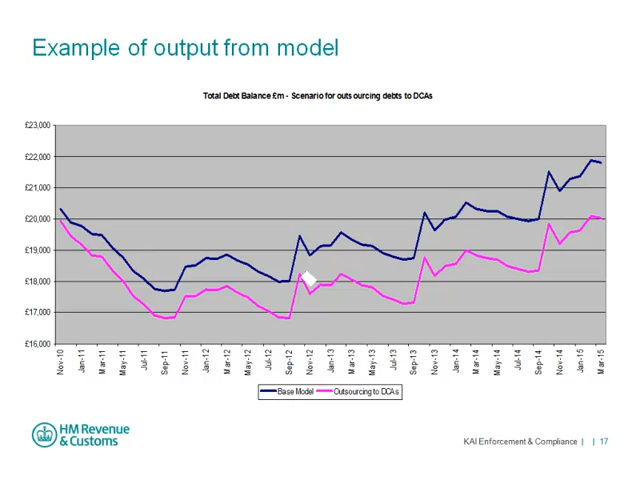 Example of output from model
Total Debt Balance £m - Scenario for outsourcing debts to DCAs
£23,000
£22,000
£21,000
£20,000
£19,000
£18,000
£17,000
£16,000
Nov-10
Jan-11
Mar-11
May-11
Jul-11
Sep-11
Nov-11
Jan-12
Mar-12
May-12
Jul-12
Sep-12
Nov-12
Jan-13
Mar-13
May-13
Jul-13
Sep-13
Nov-13
Jan-14
Mar-14
May-14
Jul-14
Sep-14
Nov-14
Jan-15
Mar-15
Base Model Outsourcing to DCAs
HM Revenue
& Customs
KAI Enforcement & Compliance | | 17